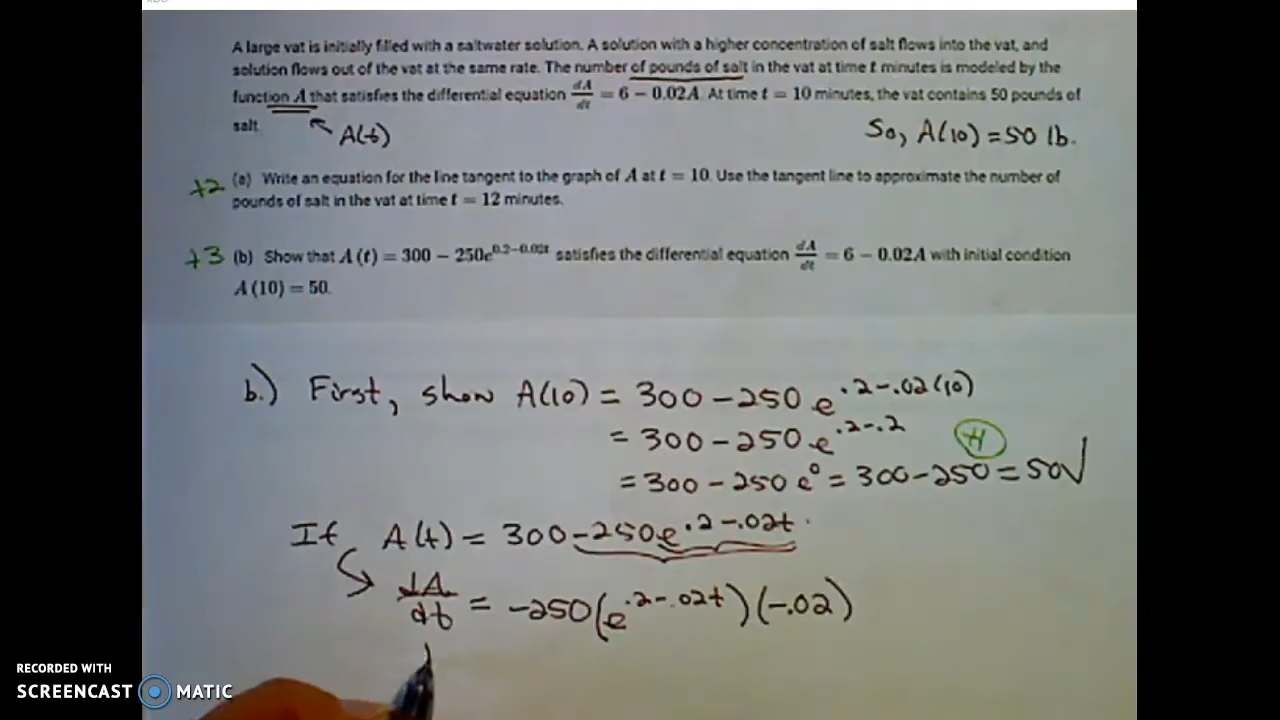 A large vat is initially filled with a saltwater solution. A solution with a higher concentration of salt flows into the vat, and
solution flows out of the vat at the same rate. The number of pounds of salt in the vat at time t minutes is modeled by the
function A that satisfies the differential equation dA/dt = 6 − 0.02A. At time t = 10 minutes, the vat contains 50 pounds of
salt.
A(t)
So, A(10) = 50 lb.
+2 (a) Write an equation for the line tangent to the graph of A at t = 10. Use the tangent line to approximate the number of
pounds of salt in the vat at time t = 12 minutes.
+3 (b) Show that A(t) = 300 − 250e^{0.2−0.02t} satisfies the differential equation dA/dt = 6 − 0.02A with initial condition
A(10) = 50.
b.) First, show A(10) = 300 − 250 e^{.2−.02(10)}
= 300 − 250 e^{.2−.2}
+1
= 300 − 250 e^0 = 300 − 250 = 50 √
If A(t) = 300 − 250e^{.2−.02t}
dA/dt = −250(e^{.2−.02t})(−.02)
RECORDED WITH
SCREENCAST MATIC